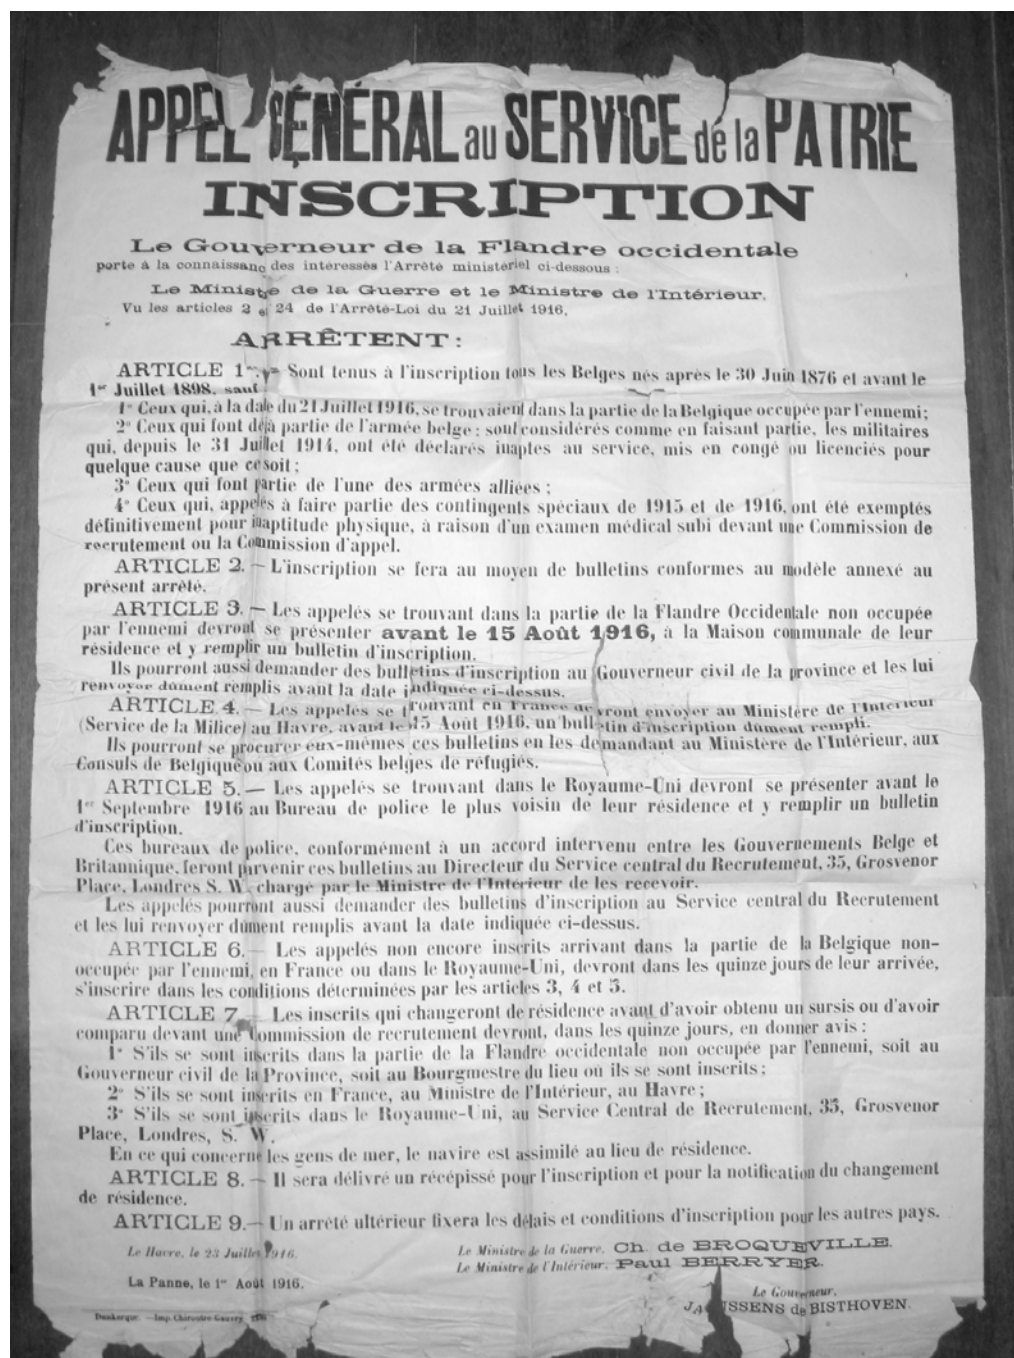 APPEL GÉNÉRAL au SERVICE dé la PATRIE
INSCRIPTION
Le Gouverneur de la Flandre occidentale
porte à la connaissanc des intéressés l'Arrêté ministériel ci-dessous :
Le Ministre de la Guerre et le Ministre de l'Intérieur,
Vu les articles 2 et 24 de l'Arrêté-Loi du 21 Juillet 1916,
ARRÊTENT :
ARTICLE 1er. — Sont tenus à l'inscription tous les Belges nés après le 30 Juin 1876 et avant le
1er Juillet 1898, sauf :
1° Ceux qui, à la date du 21 Juillet 1916, se trouvaient dans la partie de la Belgique occupée par l'ennemi;
2° Ceux qui font déjà partie de l'armée belge; sont considérés comme en faisant partie, les militaires
qui, depuis le 31 Juillet 1914, ont été déclarés inaptes au service, mis en congé ou licenciés pour
quelque cause que ce soit ;
3° Ceux qui font partie de l'une des armées alliées ;
4° Ceux qui, appelés à faire partie des contingents spéciaux de 1915 et de 1916, ont été exemptés
définitivement pour inaptitude physique, à raison d'un examen médical subi devant une Commission de
recrutement ou la Commission d'appel.
ARTICLE 2. — L'inscription se fera au moyen de bulletins conformes au modèle annexé au
présent arrêté.
ARTICLE 3. — Les appelés se trouvant dans la partie de la Flandre Occidentale non occupée
par l'ennemi devront se présenter avant le 15 Août 1916, à la Maison communale de leur
résidence et y remplir un bulletin d'inscription.
Ils pourront aussi demander des bulletins d'inscription au Gouverneur civil de la province et les lui
renvoyer dûment remplis avant la date indiquée ci-dessus.
ARTICLE 4. — Les appelés se trouvant en France devront envoyer au Ministère de l'Intérieur
(Service de la Milice) au Havre, avant le 15 Août 1916, un bulletin d'inscription dûment rempli.
Ils pourront se procurer eux-mêmes ces bulletins en les demandant au Ministère de l'Intérieur, aux
Consuls de Belgique ou aux Comités belges de réfugiés.
ARTICLE 5. — Les appelés se trouvant dans le Royaume-Uni devront se présenter avant le
1er Septembre 1916 au Bureau de police le plus voisin de leur résidence et y remplir un bulletin
d'inscription.
Ces bureaux de police, conformément à un accord intervenu entre les Gouvernements Belge et
Britannique, feront parvenir ces bulletins au Directeur du Service central du Recrutement, 35, Grosvenor
Place, Londres S. W. chargé par le Ministre de l'Intérieur de les recevoir.
Les appelés pourront aussi demander des bulletins d'inscription au Service central du Recrutement
et les lui renvoyer dûment remplis avant la date indiquée ci-dessus.
ARTICLE 6. — Les appelés non encore inscrits arrivant dans la partie de la Belgique non-
occupée par l'ennemi, en France ou dans le Royaume-Uni, devront dans les quinze jours de leur arrivée,
s'inscrire dans les conditions déterminées par les articles 3, 4 et 5.
ARTICLE 7. — Les inscrits qui changeront de résidence avant d'avoir obtenu un sursis ou d'avoir
comparu devant une Commission de recrutement devront, dans les quinze jours, en donner avis :
1° S'ils se sont inscrits dans la partie de la Flandre occidentale non occupée par l'ennemi, soit au
Gouverneur civil de la Province, soit au Bourgmestre du lieu où ils se sont inscrits ;
2° S'ils se sont inscrits en France, au Ministre de l'Intérieur, au Havre ;
3° S'ils se sont inscrits dans le Royaume-Uni, au Service Central de Recrutement, 35, Grosvenor
Place, Londres, S. W.
En ce qui concerne les gens de mer, le navire est assimilé au lieu de résidence.
ARTICLE 8. — Il sera délivré un récépissé pour l'inscription et pour la notification du changement
de résidence.
ARTICLE 9. — Un arrêté ultérieur fixera les délais et conditions d'inscription pour les autres pays.
Le Havre, le 23 Juillet 1916.
Le Ministre de la Guerre, Ch. de BROQUEVILLE.
Le Ministre de l'Intérieur, Paul BERRYER.
La Panne, le 1er Août 1916.
Le Gouverneur,
JANSSENS de BISTHOVEN.
Dunkerque. — Imp. Chiroutre-Gauvry